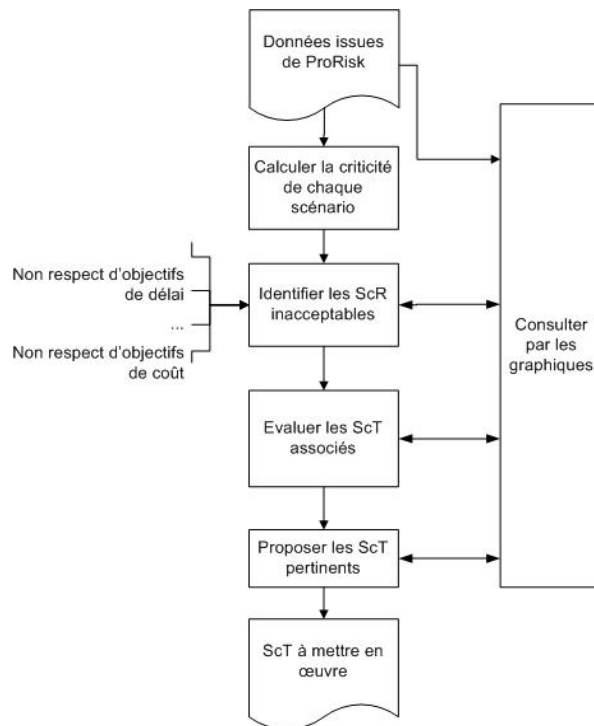 Données issues
de ProRisk
Calculer la criticité
de chaque
scénario
Non respect d'objectifs
de délai
...
Non respect d'objectifs
de coût
Identifier les ScR
inacceptables
Consulter
par les
graphiques
Evaluer les ScT
associés
Proposer les ScT
pertinents
ScT à mettre en
œuvre